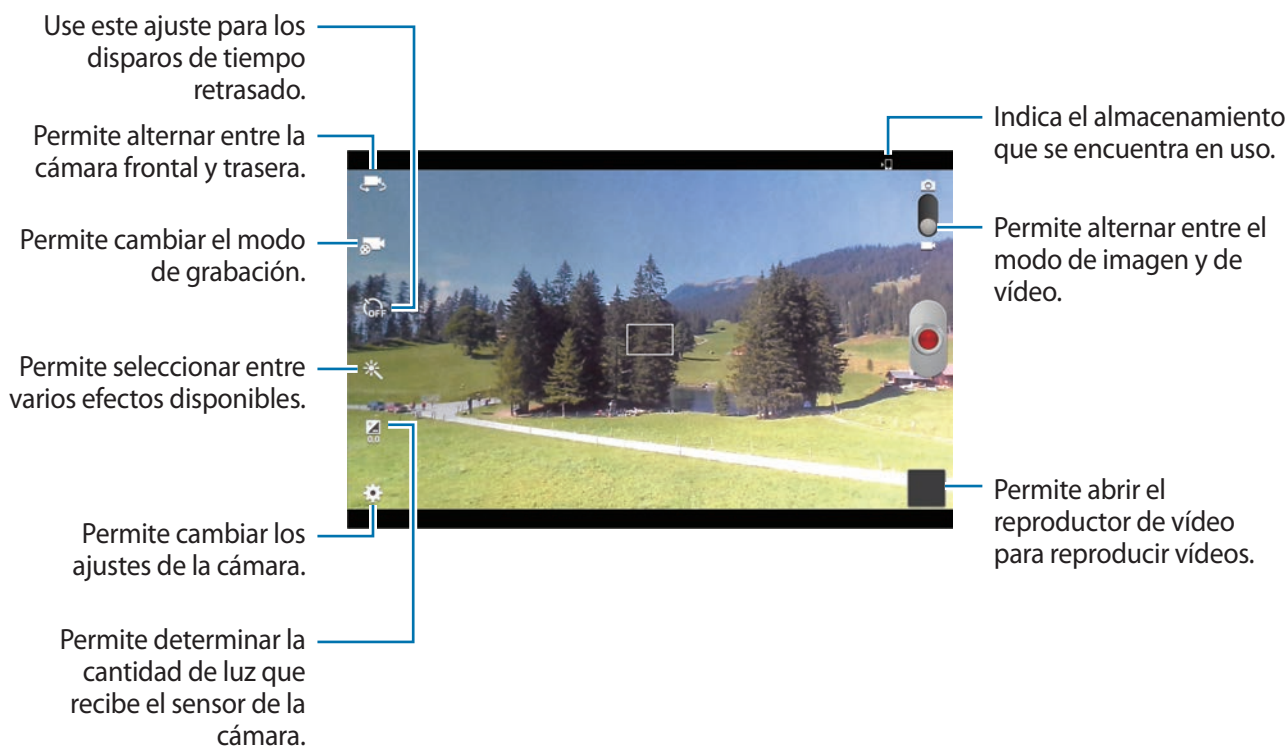 Use este ajuste para los
disparos de tiempo
retrasado.
Permite alternar entre la
cámara frontal y trasera.
Permite cambiar el modo
de grabación.
OFF
Permite seleccionar entre
varios efectos disponibles.
0,0
Permite cambiar los
ajustes de la cámara.
Permite determinar la
cantidad de luz que
recibe el sensor de la
cámara.
Indica el almacenamiento
que se encuentra en uso.
Permite alternar entre el
modo de imagen y de
vídeo.
Permite abrir el
reproductor de vídeo
para reproducir vídeos.